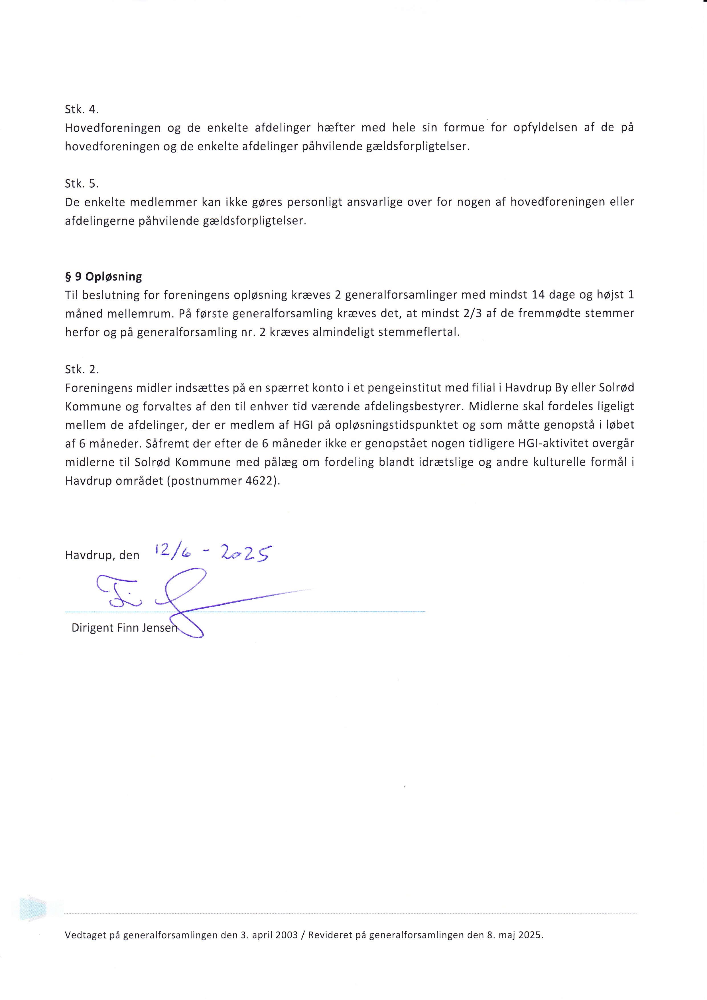 Stk. 4.
Hovedforeningen og de enkelte afdelinger hæfter med hele sin formue for opfyldelsen af de på
hovedforeningen og de enkelte afdelinger påhvilende gældsforpligtelser.
Stk. 5.
De enkelte medlemmer kan ikke gøres personligt ansvarlige over for nogen af hovedforeningen eller
afdelingerne påhvilende gældsforpligtelser.
§ 9 Opløsning
Til beslutning for foreningens opløsning kræves 2 generalforsamlinger med mindst 14 dage og højst 1
måned mellemrum. På første generalforsamling kræves det, at mindst 2/3 af de fremmødte stemmer
herfor og på generalforsamling nr. 2 kræves almindeligt stemmeflertal.
Stk. 2.
Foreningens midler indsættes på en spærret konto i et pengeinstitut med filial i Havdrup By eller Solrød
Kommune og forvaltes af den til enhver tid værende afdelingsbestyrer. Midlerne skal fordeles ligeligt
mellem de afdelinger, der er medlem af HGI på opløsningstidspunktet og som måtte genopstå i løbet
af 6 måneder. Såfremt der efter de 6 måneder ikke er genopstået nogen tidligere HGI-aktivitet overgår
midlerne til Solrød Kommune med pålæg om fordeling blandt idrætslige og andre kulturelle formål i
Havdrup området (postnummer 4622).
Havdrup, den 12/6 - 2025
Dirigent Finn Jensen
Vedtaget på generalforsamlingen den 3. april 2003 / Revideret på generalforsamlingen den 8. maj 2025.